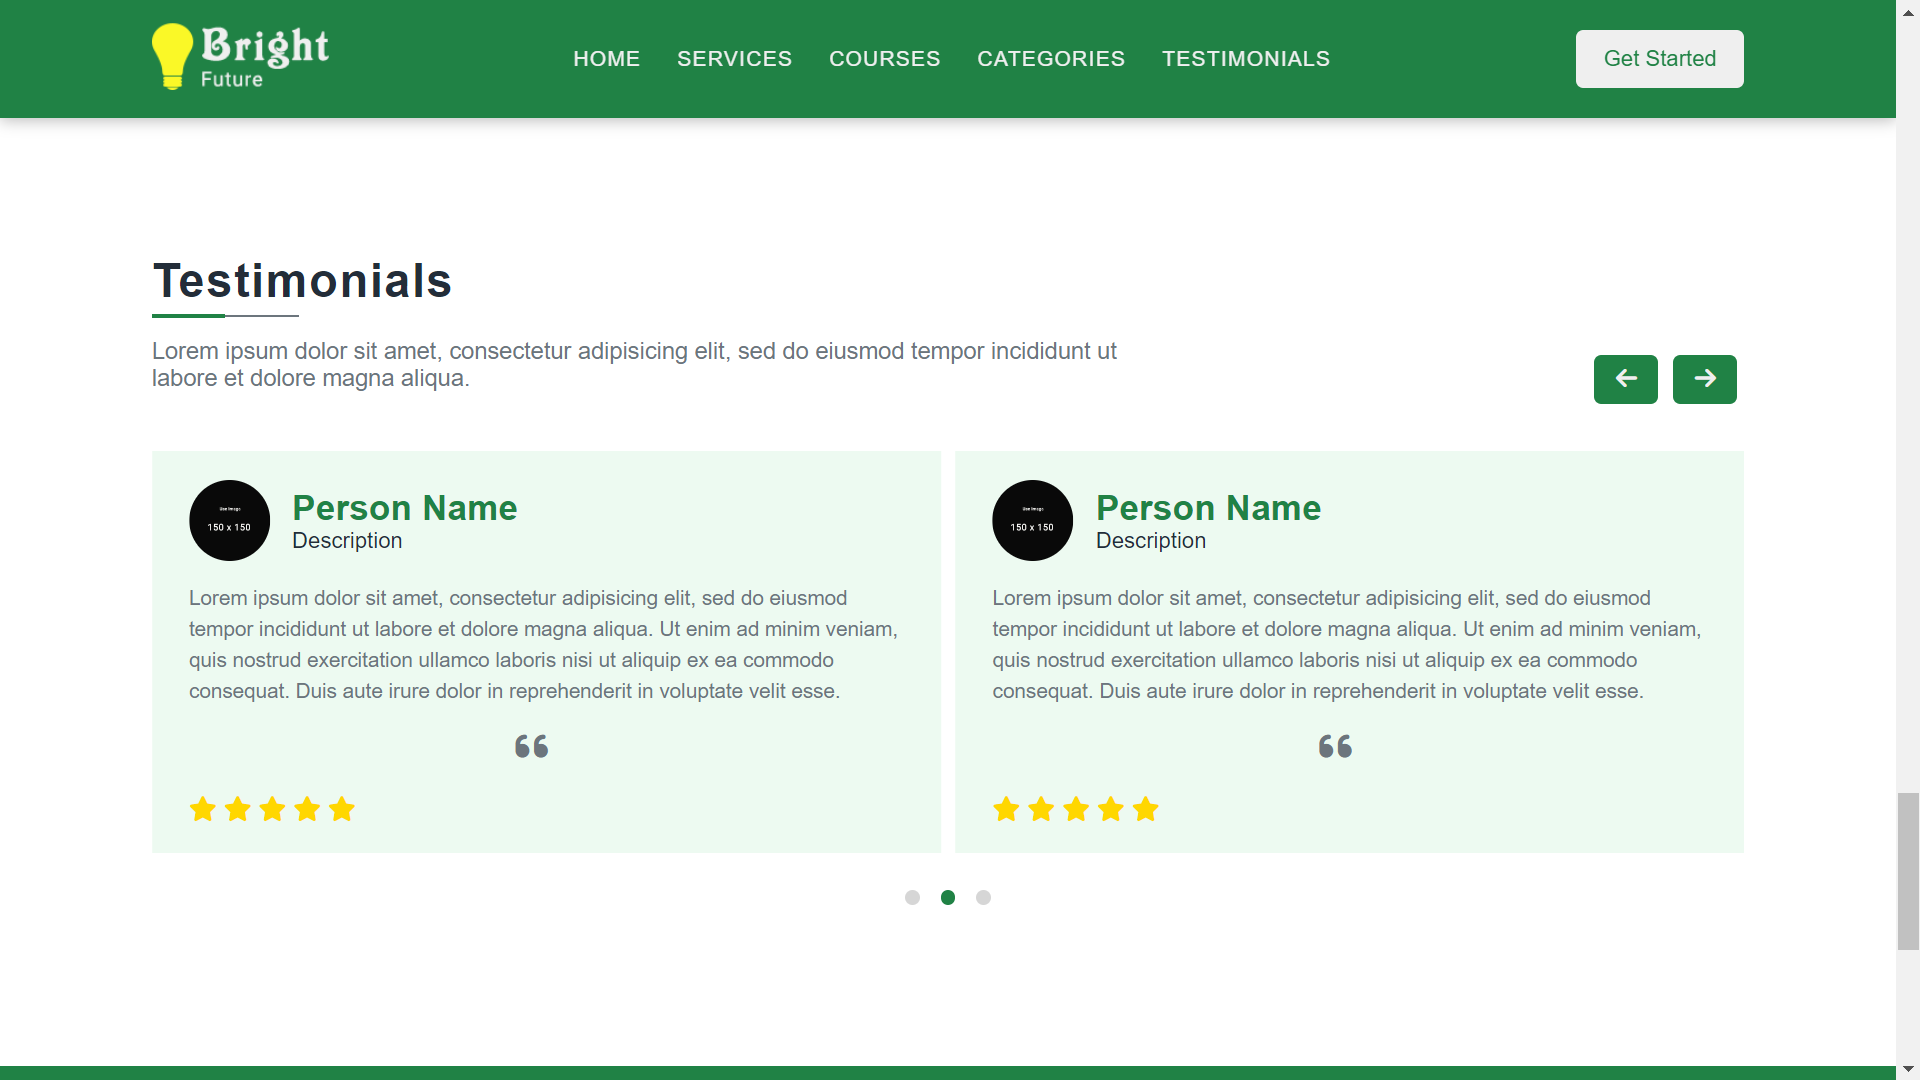 Bright
Future
HOME SERVICES COURSES CATEGORIES TESTIMONIALS
Get Started
Testimonials
Lorem ipsum dolor sit amet, consectetur adipisicing elit, sed do eiusmod tempor incididunt ut
labore et dolore magna aliqua.
Use Image
150 x 150
Person Name
Description
Lorem ipsum dolor sit amet, consectetur adipisicing elit, sed do eiusmod
tempor incididunt ut labore et dolore magna aliqua. Ut enim ad minim veniam,
quis nostrud exercitation ullamco laboris nisi ut aliquip ex ea commodo
consequat. Duis aute irure dolor in reprehenderit in voluptate velit esse.
Use Image
150 x 150
Person Name
Description
Lorem ipsum dolor sit amet, consectetur adipisicing elit, sed do eiusmod
tempor incididunt ut labore et dolore magna aliqua. Ut enim ad minim veniam,
quis nostrud exercitation ullamco laboris nisi ut aliquip ex ea commodo
consequat. Duis aute irure dolor in reprehenderit in voluptate velit esse.